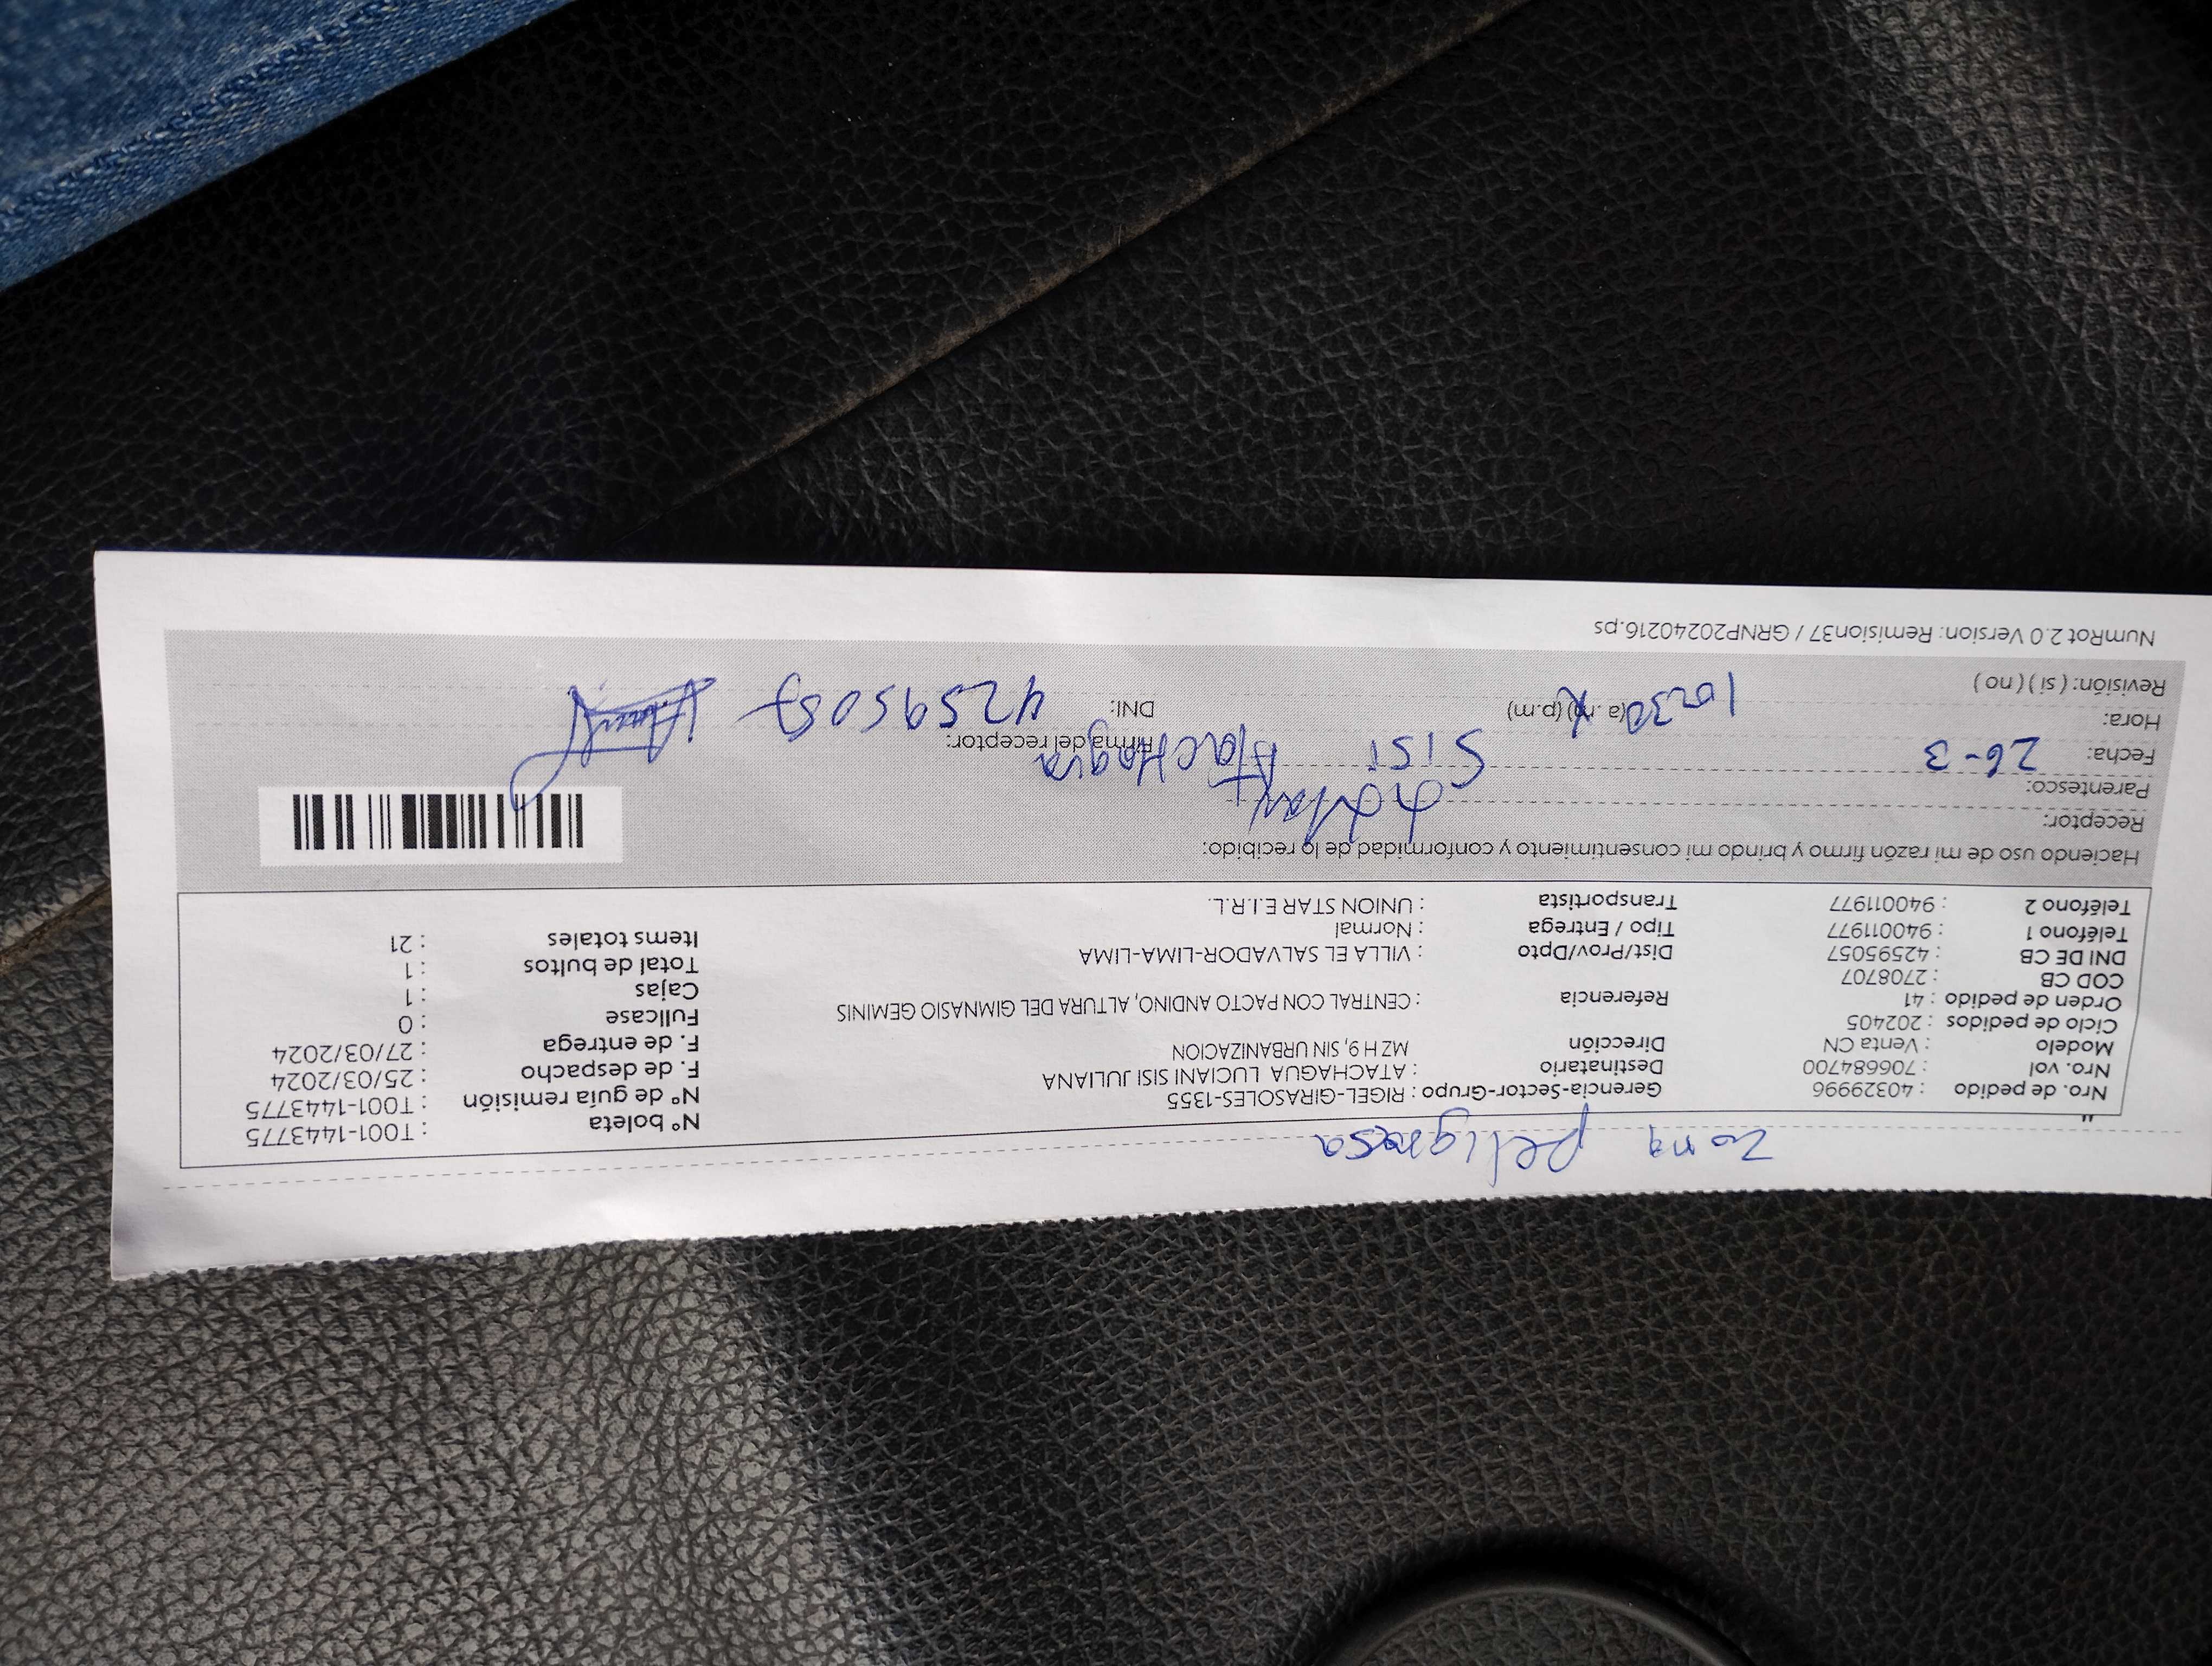 zona peligrosa
Nro. de pedido : 40329996 Gerencia-Sector-Grupo : RIGEL-GIRASOLES-1355 N° boleta : T001-1443775
Nro. vol : 706684700 Destinatario : ATACHAGUA LUCIANI SISI JULIANA N° de guía remisión : T001-1443775
Modelo : Venta CN Dirección MZ H 9, SIN URBANIZACION F. de despacho : 25/03/2024
Ciclo de pedidos : 202405 F. de entrega : 27/03/2024
Orden de pedido : 41 Referencia : CENTRAL CON PACTO ANDINO, ALTURA DEL GIMNASIO GEMINIS Fullcase : 0
COD CB : 2708707 Cajas : 1
DNI DE CB : 42595057 Dist/Prov/Dpto : VILLA EL SALVADOR-LIMA-LIMA Total de bultos : 1
Teléfono 1 : 940011977 Tipo / Entrega : Normal Items totales : 21
Teléfono 2 : 940011977 Transportista : UNION STAR E.I.R.L.
Haciendo uso de mi razón firmo y brindo mi consentimiento y conformidad de lo recibido:
Receptor:
Parentesco:
Fecha: 26-3 Sisi Atachagua Firma del receptor:
Hora: 10:30 (a.m) (p.m) DNI: 42595057
Revisión: ( si ) ( no )
NumRot 2.0 Version: Remision37 / GRNP20240216.ps